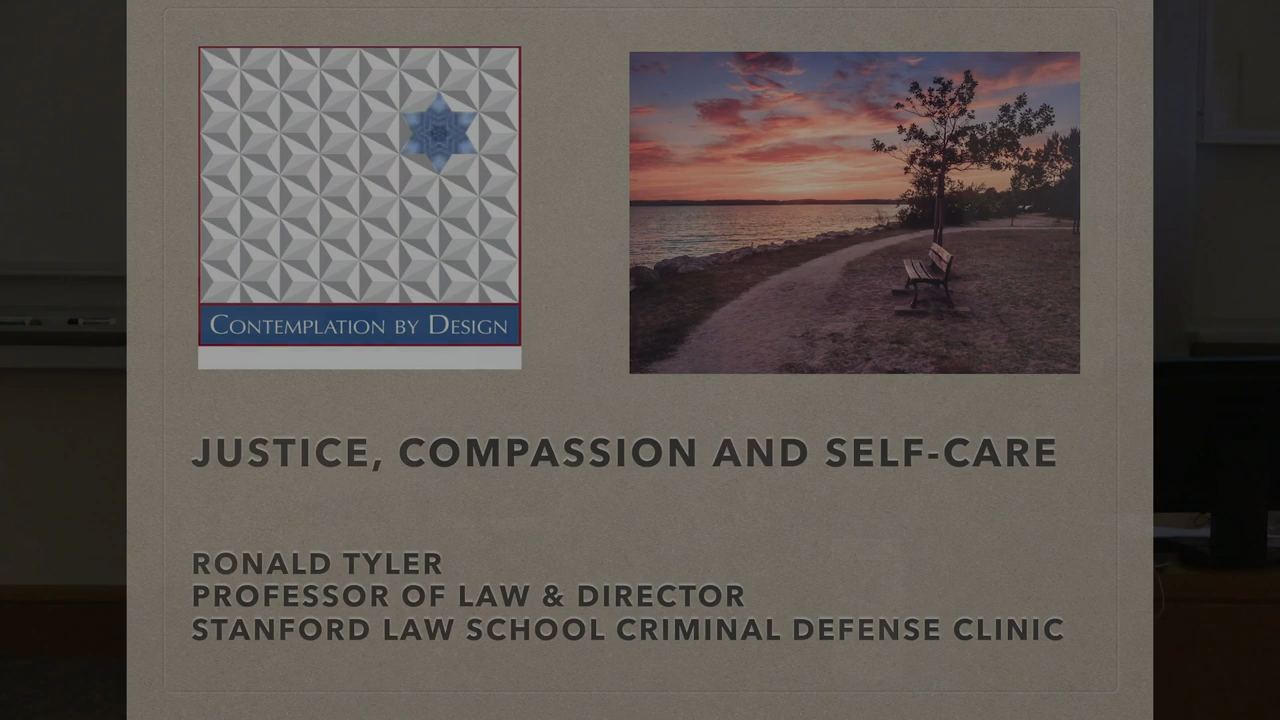 CONTEMPLATION BY DESIGN
JUSTICE, COMPASSION AND SELF-CARE
RONALD TYLER
PROFESSOR OF LAW & DIRECTOR
STANFORD LAW SCHOOL CRIMINAL DEFENSE CLINIC